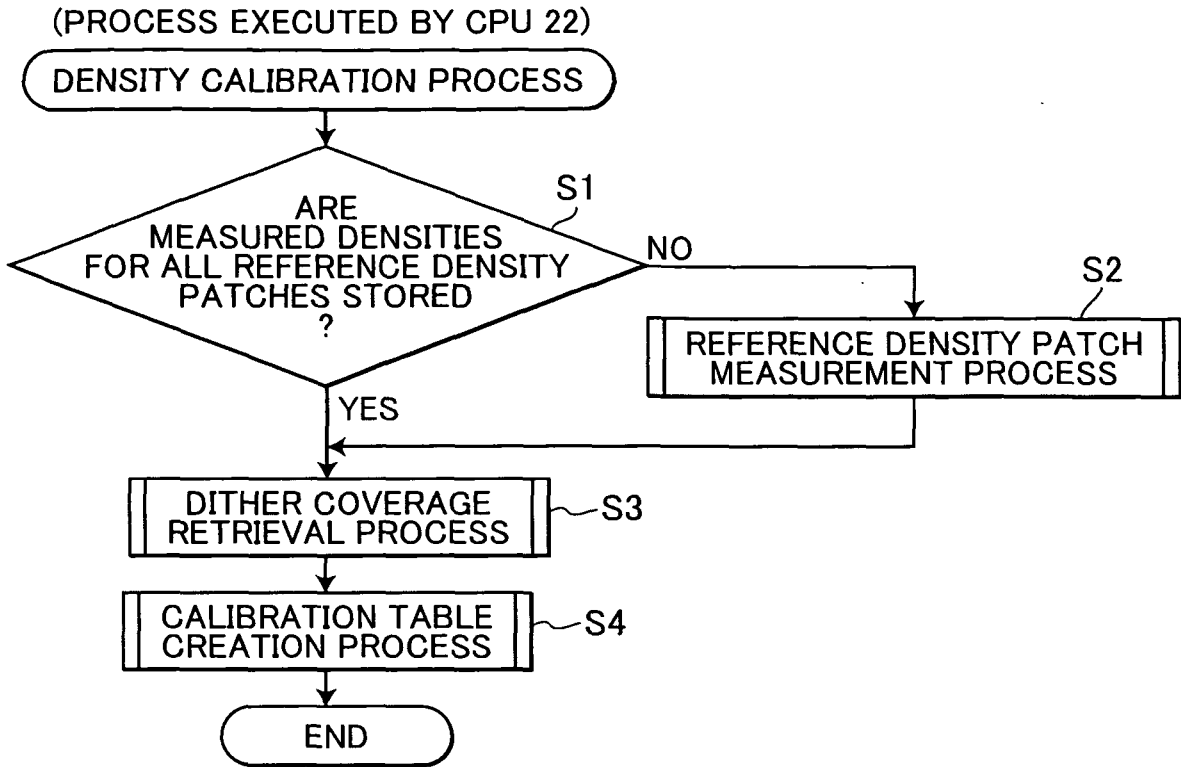 (PROCESS EXECUTED BY CPU 22)
DENSITY CALIBRATION PROCESS
S1
ARE
MEASURED DENSITIES
FOR ALL REFERENCE DENSITY
PATCHES STORED
?
NO
S2
REFERENCE DENSITY PATCH
MEASUREMENT PROCESS
YES
DITHER COVERAGE
RETRIEVAL PROCESS
S3
CALIBRATION TABLE
CREATION PROCESS
S4
END